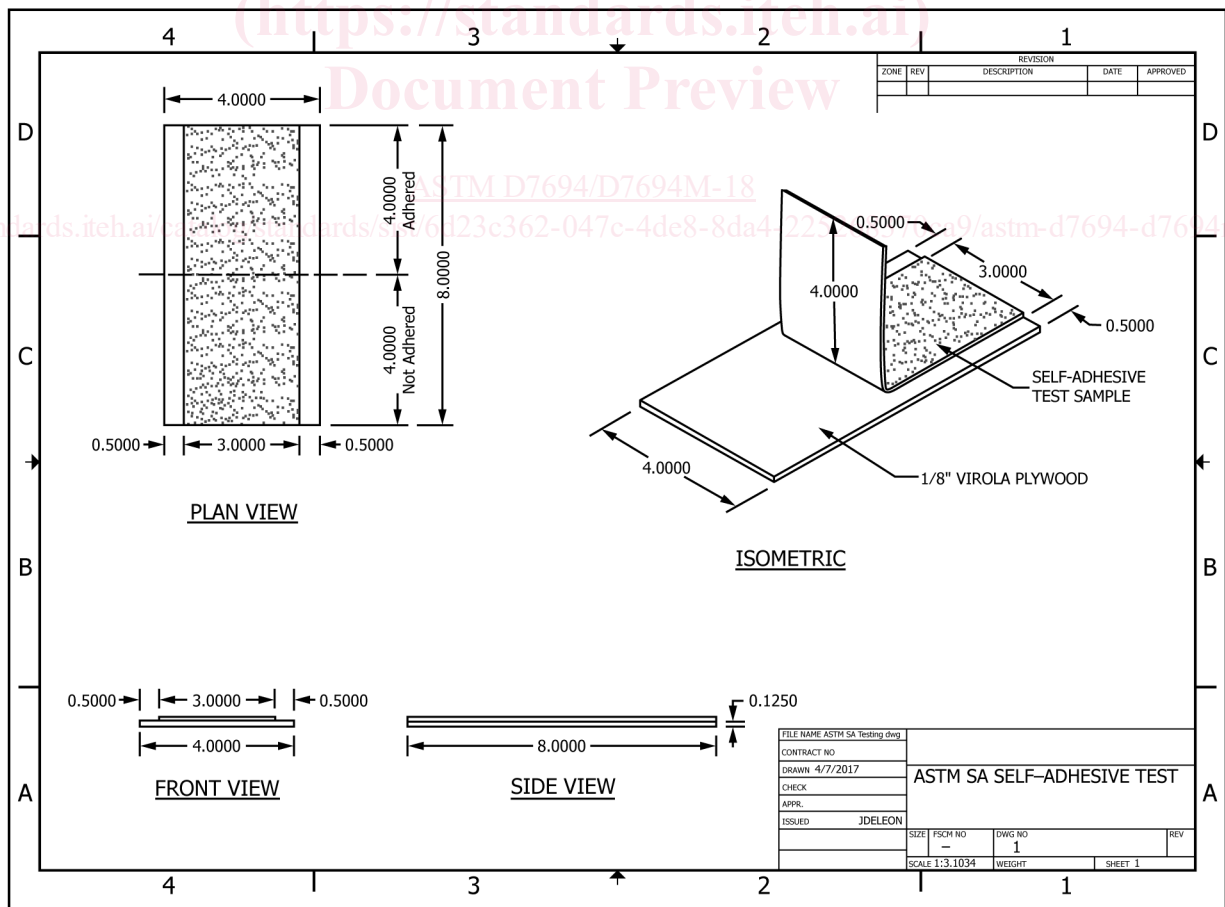 (https://standards.iteh.ai)
Document Preview
ASTM D7694/D7694M-18
4 3 2 1
REVISION
ZONE REV DESCRIPTION DATE APPROVED
D D
C C
B B
A A
4.0000
4.0000
Adhered
4.0000
Not Adhered
8.0000
0.5000 3.0000 0.5000
PLAN VIEW
0.5000
3.0000
4.0000
0.5000
SELF-ADHESIVE
TEST SAMPLE
4.0000
1/8" VIROLA PLYWOOD
ISOMETRIC
0.5000 3.0000 0.5000
4.0000
FRONT VIEW
0.1250
8.0000
SIDE VIEW
FILE NAME ASTM SA Testing dwg
CONTRACT NO
DRAWN 4/7/2017
CHECK
APPR.
ISSUED JDELEON
ASTM SA SELF–ADHESIVE TEST
SIZE FSCM NO DWG NO REV
– 1
SCALE 1:3.1034 WEIGHT SHEET 1
4 3 2 1